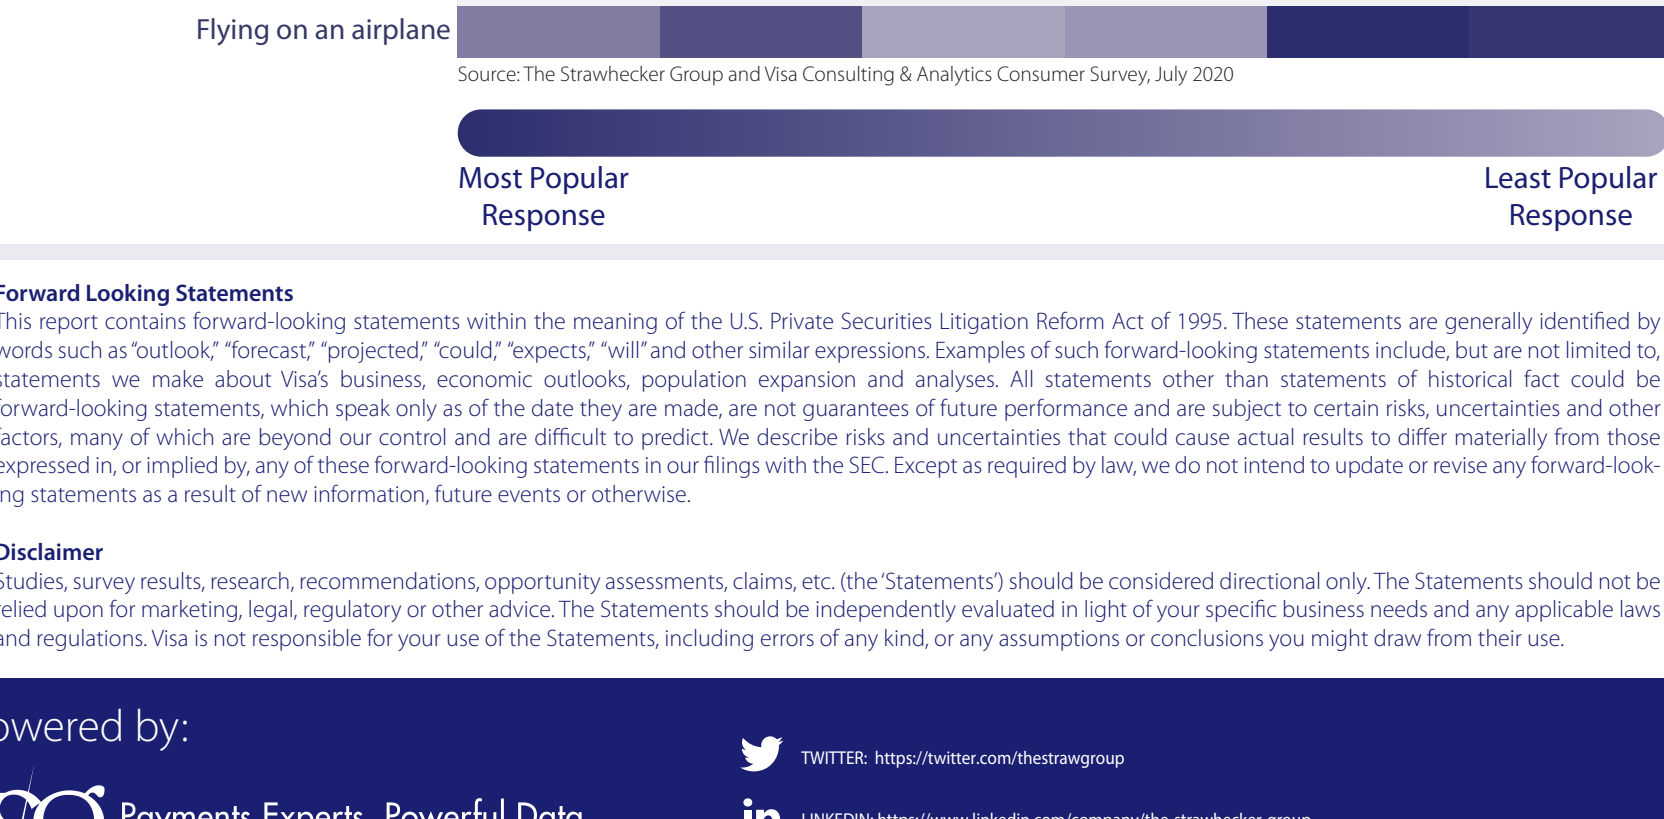 Flying on an airplane
Source: The Strawhecker Group and Visa Consulting & Analytics Consumer Survey, July 2020
Most Popular Response
Least Popular Response
Forward Looking Statements
This report contains forward-looking statements within the meaning of the U.S. Private Securities Litigation Reform Act of 1995. These statements are generally identified by
words such as “outlook,” “forecast,” “projected,” “could,” “expects,” “will” and other similar expressions. Examples of such forward-looking statements include, but are not limited to,
statements we make about Visa’s business, economic outlooks, population expansion and analyses. All statements other than statements of historical fact could be
forward-looking statements, which speak only as of the date they are made, are not guarantees of future performance and are subject to certain risks, uncertainties and other
factors, many of which are beyond our control and are difficult to predict. We describe risks and uncertainties that could cause actual results to differ materially from those
expressed in, or implied by, any of these forward-looking statements in our filings with the SEC. Except as required by law, we do not intend to update or revise any forward-look-
ing statements as a result of new information, future events or otherwise.
Disclaimer
Studies, survey results, research, recommendations, opportunity assessments, claims, etc. (the ‘Statements’) should be considered directional only. The Statements should not be
relied upon for marketing, legal, regulatory or other advice. The Statements should be independently evaluated in light of your specific business needs and any applicable laws
and regulations. Visa is not responsible for your use of the Statements, including errors of any kind, or any assumptions or conclusions you might draw from their use.
owered by:
Payments Experts. Powerful Data.
TWITTER: https://twitter.com/thestrawgroup
LINKEDIN: https://www.linkedin.com/company/the-strawhecker-group